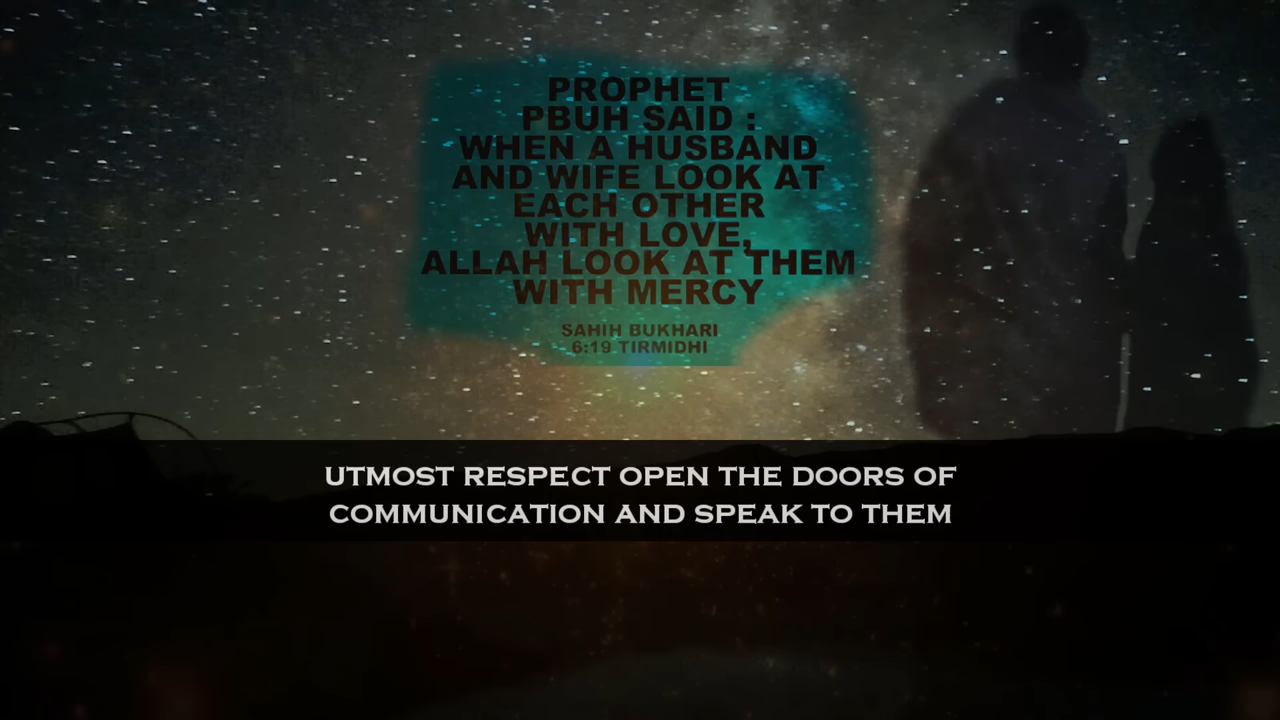 PROPHET
PBUH SAID :
WHEN A HUSBAND
AND WIFE LOOK AT
EACH OTHER
WITH LOVE,
ALLAH LOOK AT THEM
WITH MERCY
SAHIH BUKHARI
6:19 TIRMIDHI
UTMOST RESPECT OPEN THE DOORS OF
COMMUNICATION AND SPEAK TO THEM